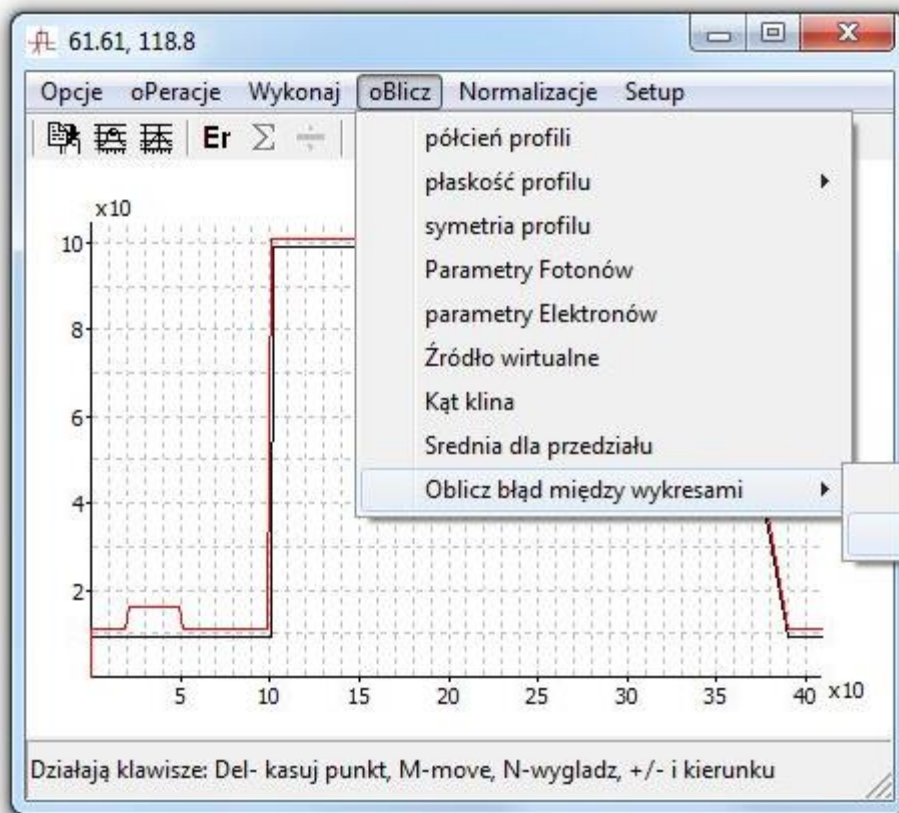 61.61, 118.8
Opcje oPeracje Wykonaj oBlicz Normalizacje Setup
Er Σ ÷
półcień profili
płaskość profilu
symetria profilu
Parametry Fotonów
parametry Elektronów
Źródło wirtualne
Kąt klina
Srednia dla przedziału
Oblicz błąd między wykresami
x10
10
8
6
4
2
5 10 15 20 25 30 35 40 x10
Działają klawisze: Del- kasuj punkt, M-move, N-wygladz, +/- i kierunku